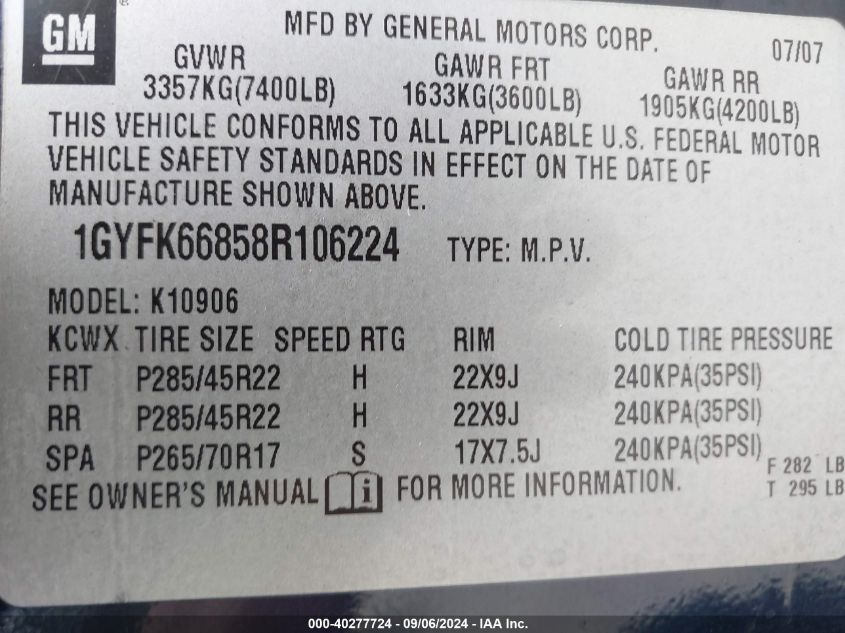 GM ®
MFD BY GENERAL MOTORS CORP. 07/07
GVWR GAWR FRT GAWR RR
3357KG(7400LB) 1633KG(3600LB) 1905KG(4200LB)
THIS VEHICLE CONFORMS TO ALL APPLICABLE U.S. FEDERAL MOTOR
VEHICLE SAFETY STANDARDS IN EFFECT ON THE DATE OF
MANUFACTURE SHOWN ABOVE.
1GYFK66858R106224 TYPE: M.P.V.
MODEL: K10906
KCWX TIRE SIZE SPEED RTG RIM COLD TIRE PRESSURE
FRT P285/45R22 H 22X9J 240KPA(35PSI)
RR P285/45R22 H 22X9J 240KPA(35PSI)
SPA P265/70R17 S 17X7.5J 240KPA(35PSI)
F 282 LB
SEE OWNER'S MANUAL i FOR MORE INFORMATION. T 295 LB
000-40277724 - 09/06/2024 - IAA Inc.